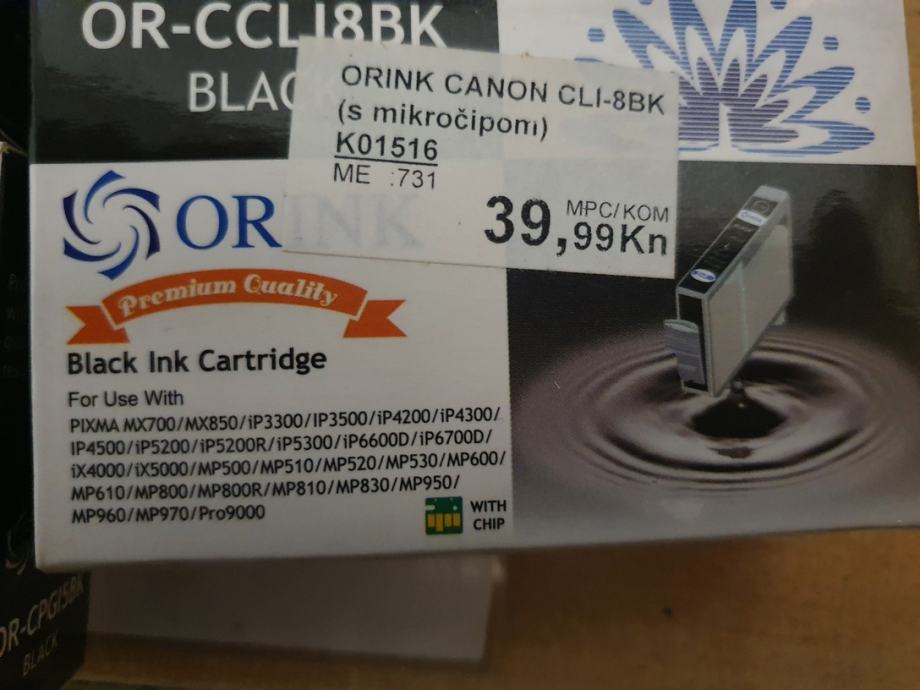 OR-CCLI8BK
BLAC
ORINK CANON CLI-8BK
(s mikročipom)
K01516
ME :731
MPC/KOM
39,99Kn
ORINK
Premium Quality
Black Ink Cartridge
For Use With
PIXMA MX700/MX850/iP3300/IP3500/iP4200/iP4300/
IP4500/iP5200/iP5200R/iP5300/iP6600D/iP6700D/
iX4000/iX5000/MP500/MP510/MP520/MP530/MP600/
MP610/MP800/MP800R/MP810/MP830/MP950/
MP960/MP970/Pro9000
WITH
CHIP
OR-CPGI5BK
BLACK